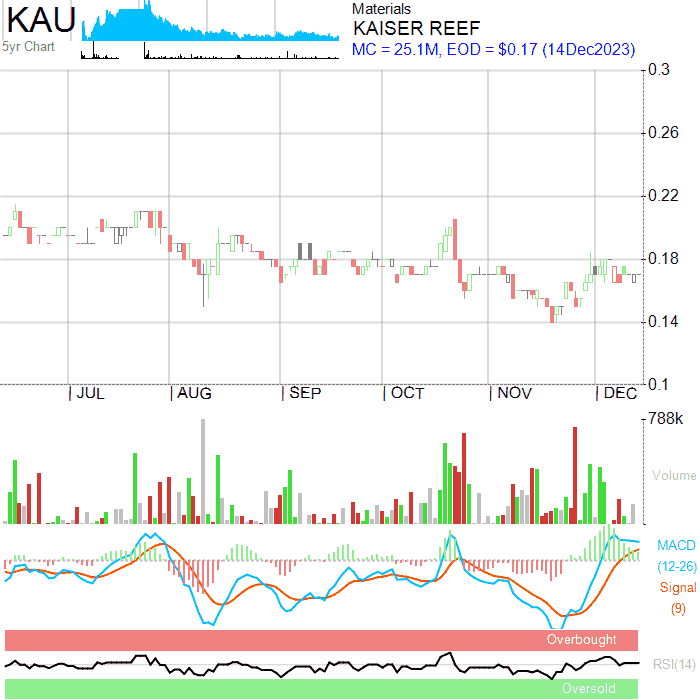 KAU
5yr Chart
Materials
KAISER REEF
MC = 25.1M, EOD = $0.17 (14Dec2023)
0.3
0.26
0.22
0.18
0.14
0.1
JUL AUG SEP OCT NOV DEC
788k
Volume
MACD
(12-26)
Signal
(9)
Overbought
RSI(14)
Oversold